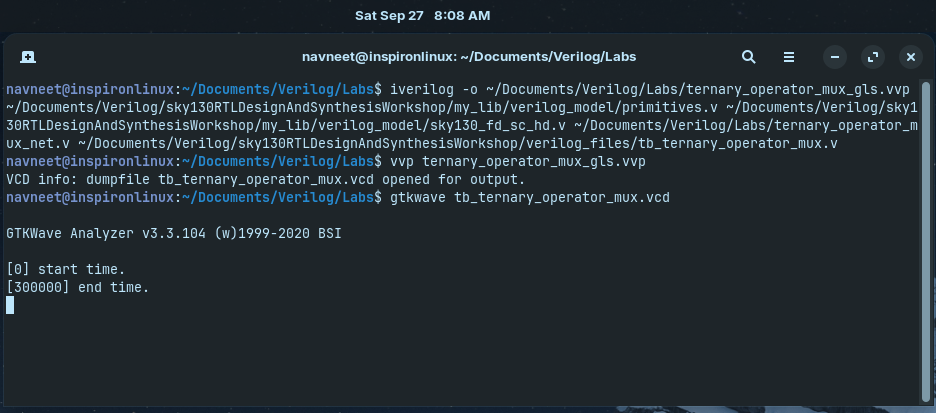 Sat Sep 27 8:08 AM
navneet@inspironlinux: ~/Documents/Verilog/Labs
navneet@inspironlinux:~/Documents/Verilog/Labs$ iverilog -o ~/Documents/Verilog/Labs/ternary_operator_mux_gls.vvp
~/Documents/Verilog/sky130RTLDesignAndSynthesisWorkshop/my_lib/verilog_model/primitives.v ~/Documents/Verilog/sky1
30RTLDesignAndSynthesisWorkshop/my_lib/verilog_model/sky130_fd_sc_hd.v ~/Documents/Verilog/Labs/ternary_operator_m
ux_net.v ~/Documents/Verilog/sky130RTLDesignAndSynthesisWorkshop/verilog_files/tb_ternary_operator_mux.v
navneet@inspironlinux:~/Documents/Verilog/Labs$ vvp ternary_operator_mux_gls.vvp
VCD info: dumpfile tb_ternary_operator_mux.vcd opened for output.
navneet@inspironlinux:~/Documents/Verilog/Labs$ gtkwave tb_ternary_operator_mux.vcd
GTKWave Analyzer v3.3.104 (w)1999-2020 BSI
[0] start time.
[300000] end time.